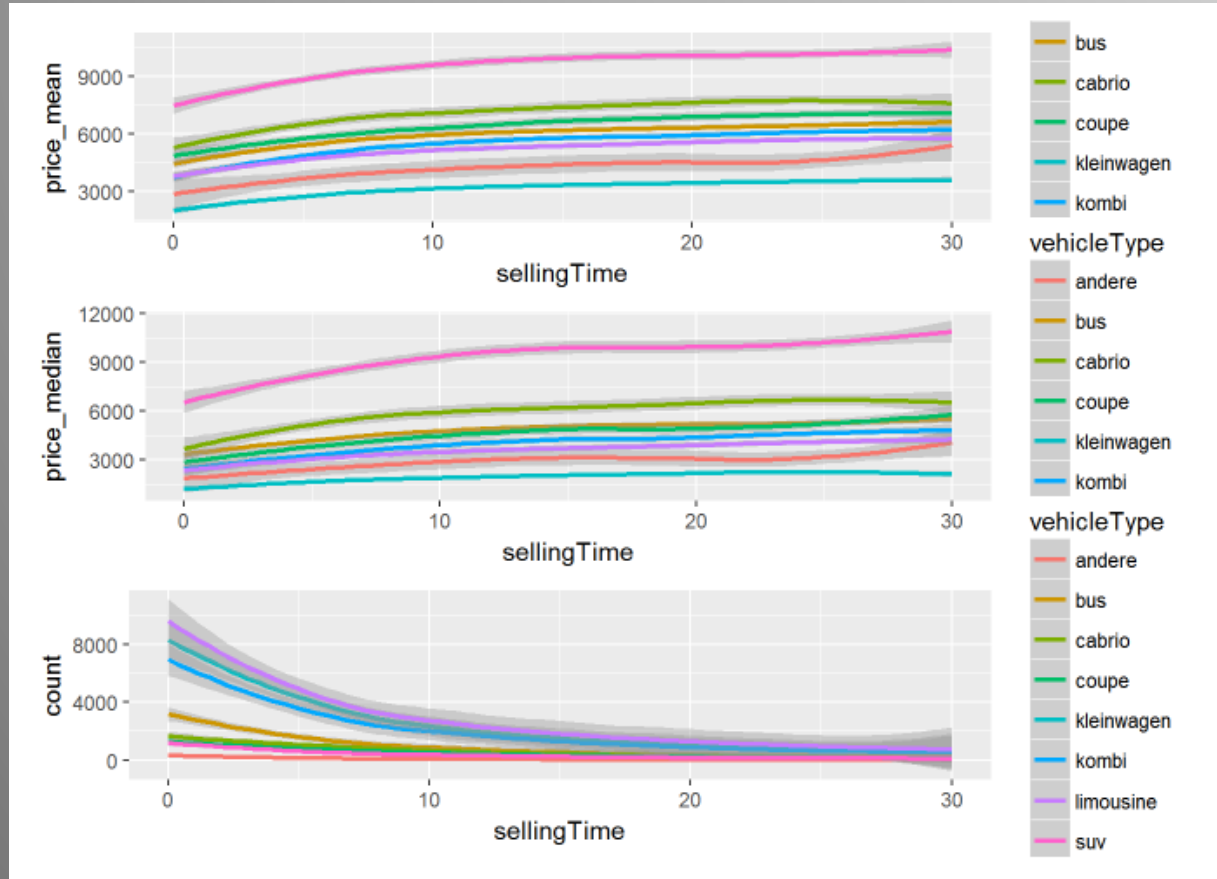 price_mean
9000
6000
3000
0 10 20 30
sellingTime
bus
cabrio
coupe
kleinwagen
kombi
price_median
12000
9000
6000
3000
0 10 20 30
sellingTime
vehicleType
andere
bus
cabrio
coupe
kleinwagen
kombi
count
8000
4000
0
0 10 20 30
sellingTime
vehicleType
andere
bus
cabrio
coupe
kleinwagen
kombi
limousine
suv